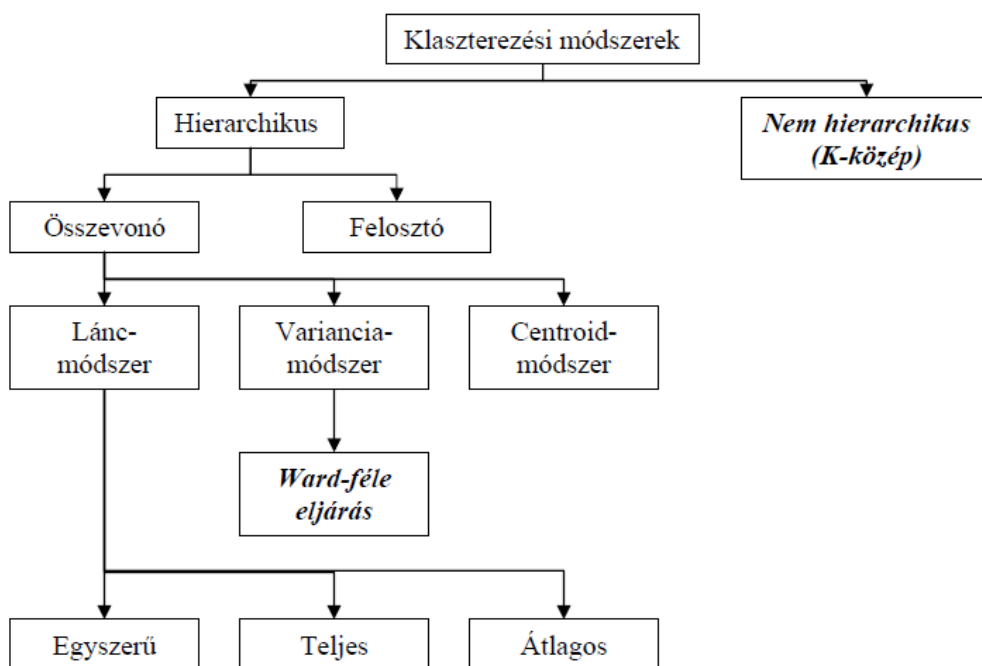 Klaszterezési módszerek
Hierarchikus
Nem hierarchikus
(K-közép)
Összevonó
Felosztó
Lánc-
módszer
Variancia-
módszer
Centroid-
módszer
Ward-féle
eljárás
Egyszerű
Teljes
Átlagos